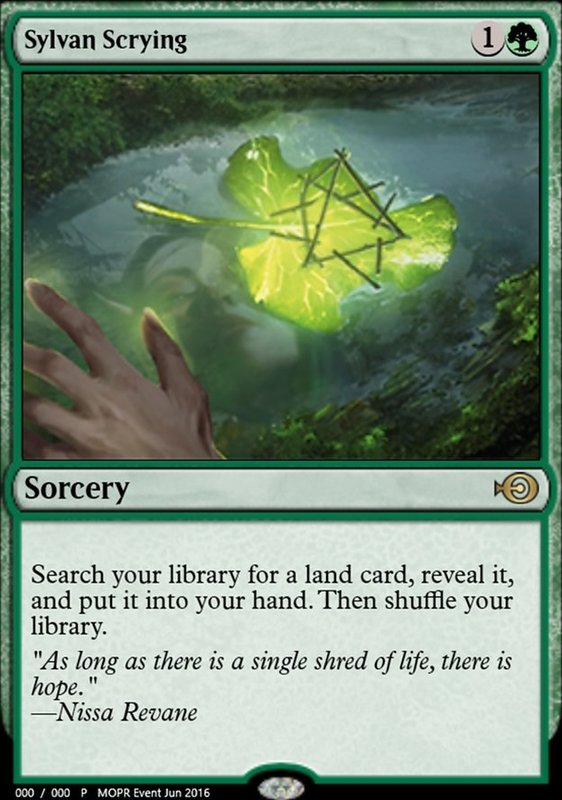 Sylvan Scrying 1
Sorcery
Search your library for a land card, reveal it,
and put it into your hand. Then shuffle your
library.
"As long as there is a single shred of life, there is
hope."
—Nissa Revane
000 / 000 P MOPR Event Jun 2016